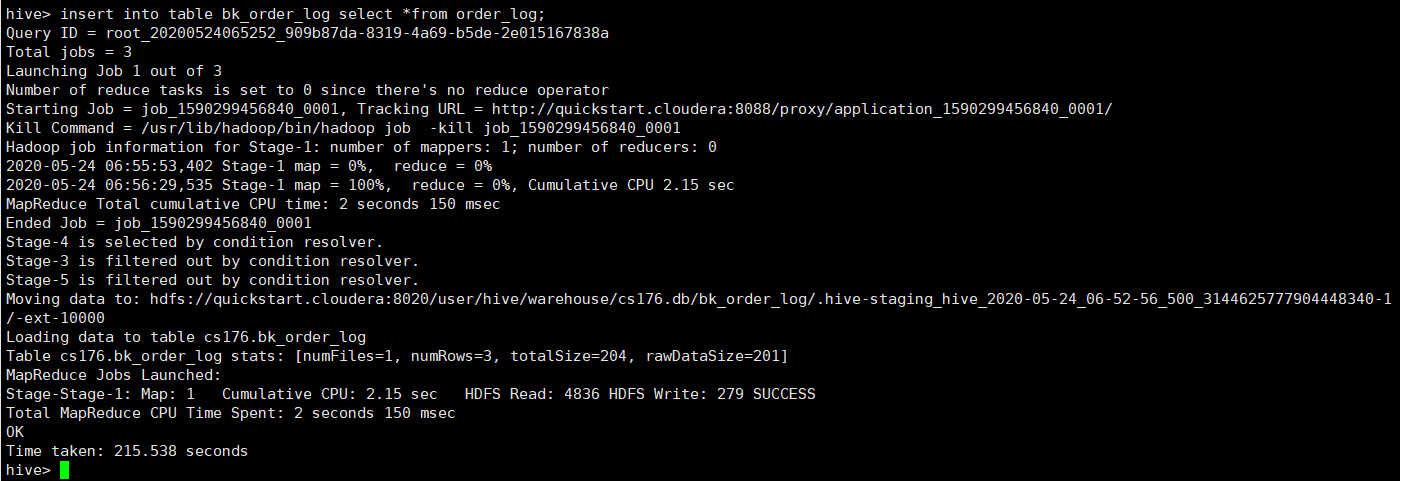 hive> insert into table bk_order_log select *from order_log;
Query ID = root_20200524065252_909b87da-8319-4a69-b5de-2e015167838a
Total jobs = 3
Launching Job 1 out of 3
Number of reduce tasks is set to 0 since there's no reduce operator
Starting Job = job_1590299456840_0001, Tracking URL = http://quickstart.cloudera:8088/proxy/application_1590299456840_0001/
Kill Command = /usr/lib/hadoop/bin/hadoop job  -kill job_1590299456840_0001
Hadoop job information for Stage-1: number of mappers: 1; number of reducers: 0
2020-05-24 06:55:53,402 Stage-1 map = 0%,  reduce = 0%
2020-05-24 06:56:29,535 Stage-1 map = 100%,  reduce = 0%, Cumulative CPU 2.15 sec
MapReduce Total cumulative CPU time: 2 seconds 150 msec
Ended Job = job_1590299456840_0001
Stage-4 is selected by condition resolver.
Stage-3 is filtered out by condition resolver.
Stage-5 is filtered out by condition resolver.
Moving data to: hdfs://quickstart.cloudera:8020/user/hive/warehouse/cs176.db/bk_order_log/.hive-staging_hive_2020-05-24_06-52-56_500_3144625777904448340-1
/-ext-10000
Loading data to table cs176.bk_order_log
Table cs176.bk_order_log stats: [numFiles=1, numRows=3, totalSize=204, rawDataSize=201]
MapReduce Jobs Launched:
Stage-Stage-1: Map: 1   Cumulative CPU: 2.15 sec   HDFS Read: 4836 HDFS Write: 279 SUCCESS
Total MapReduce CPU Time Spent: 2 seconds 150 msec
OK
Time taken: 215.538 seconds
hive>